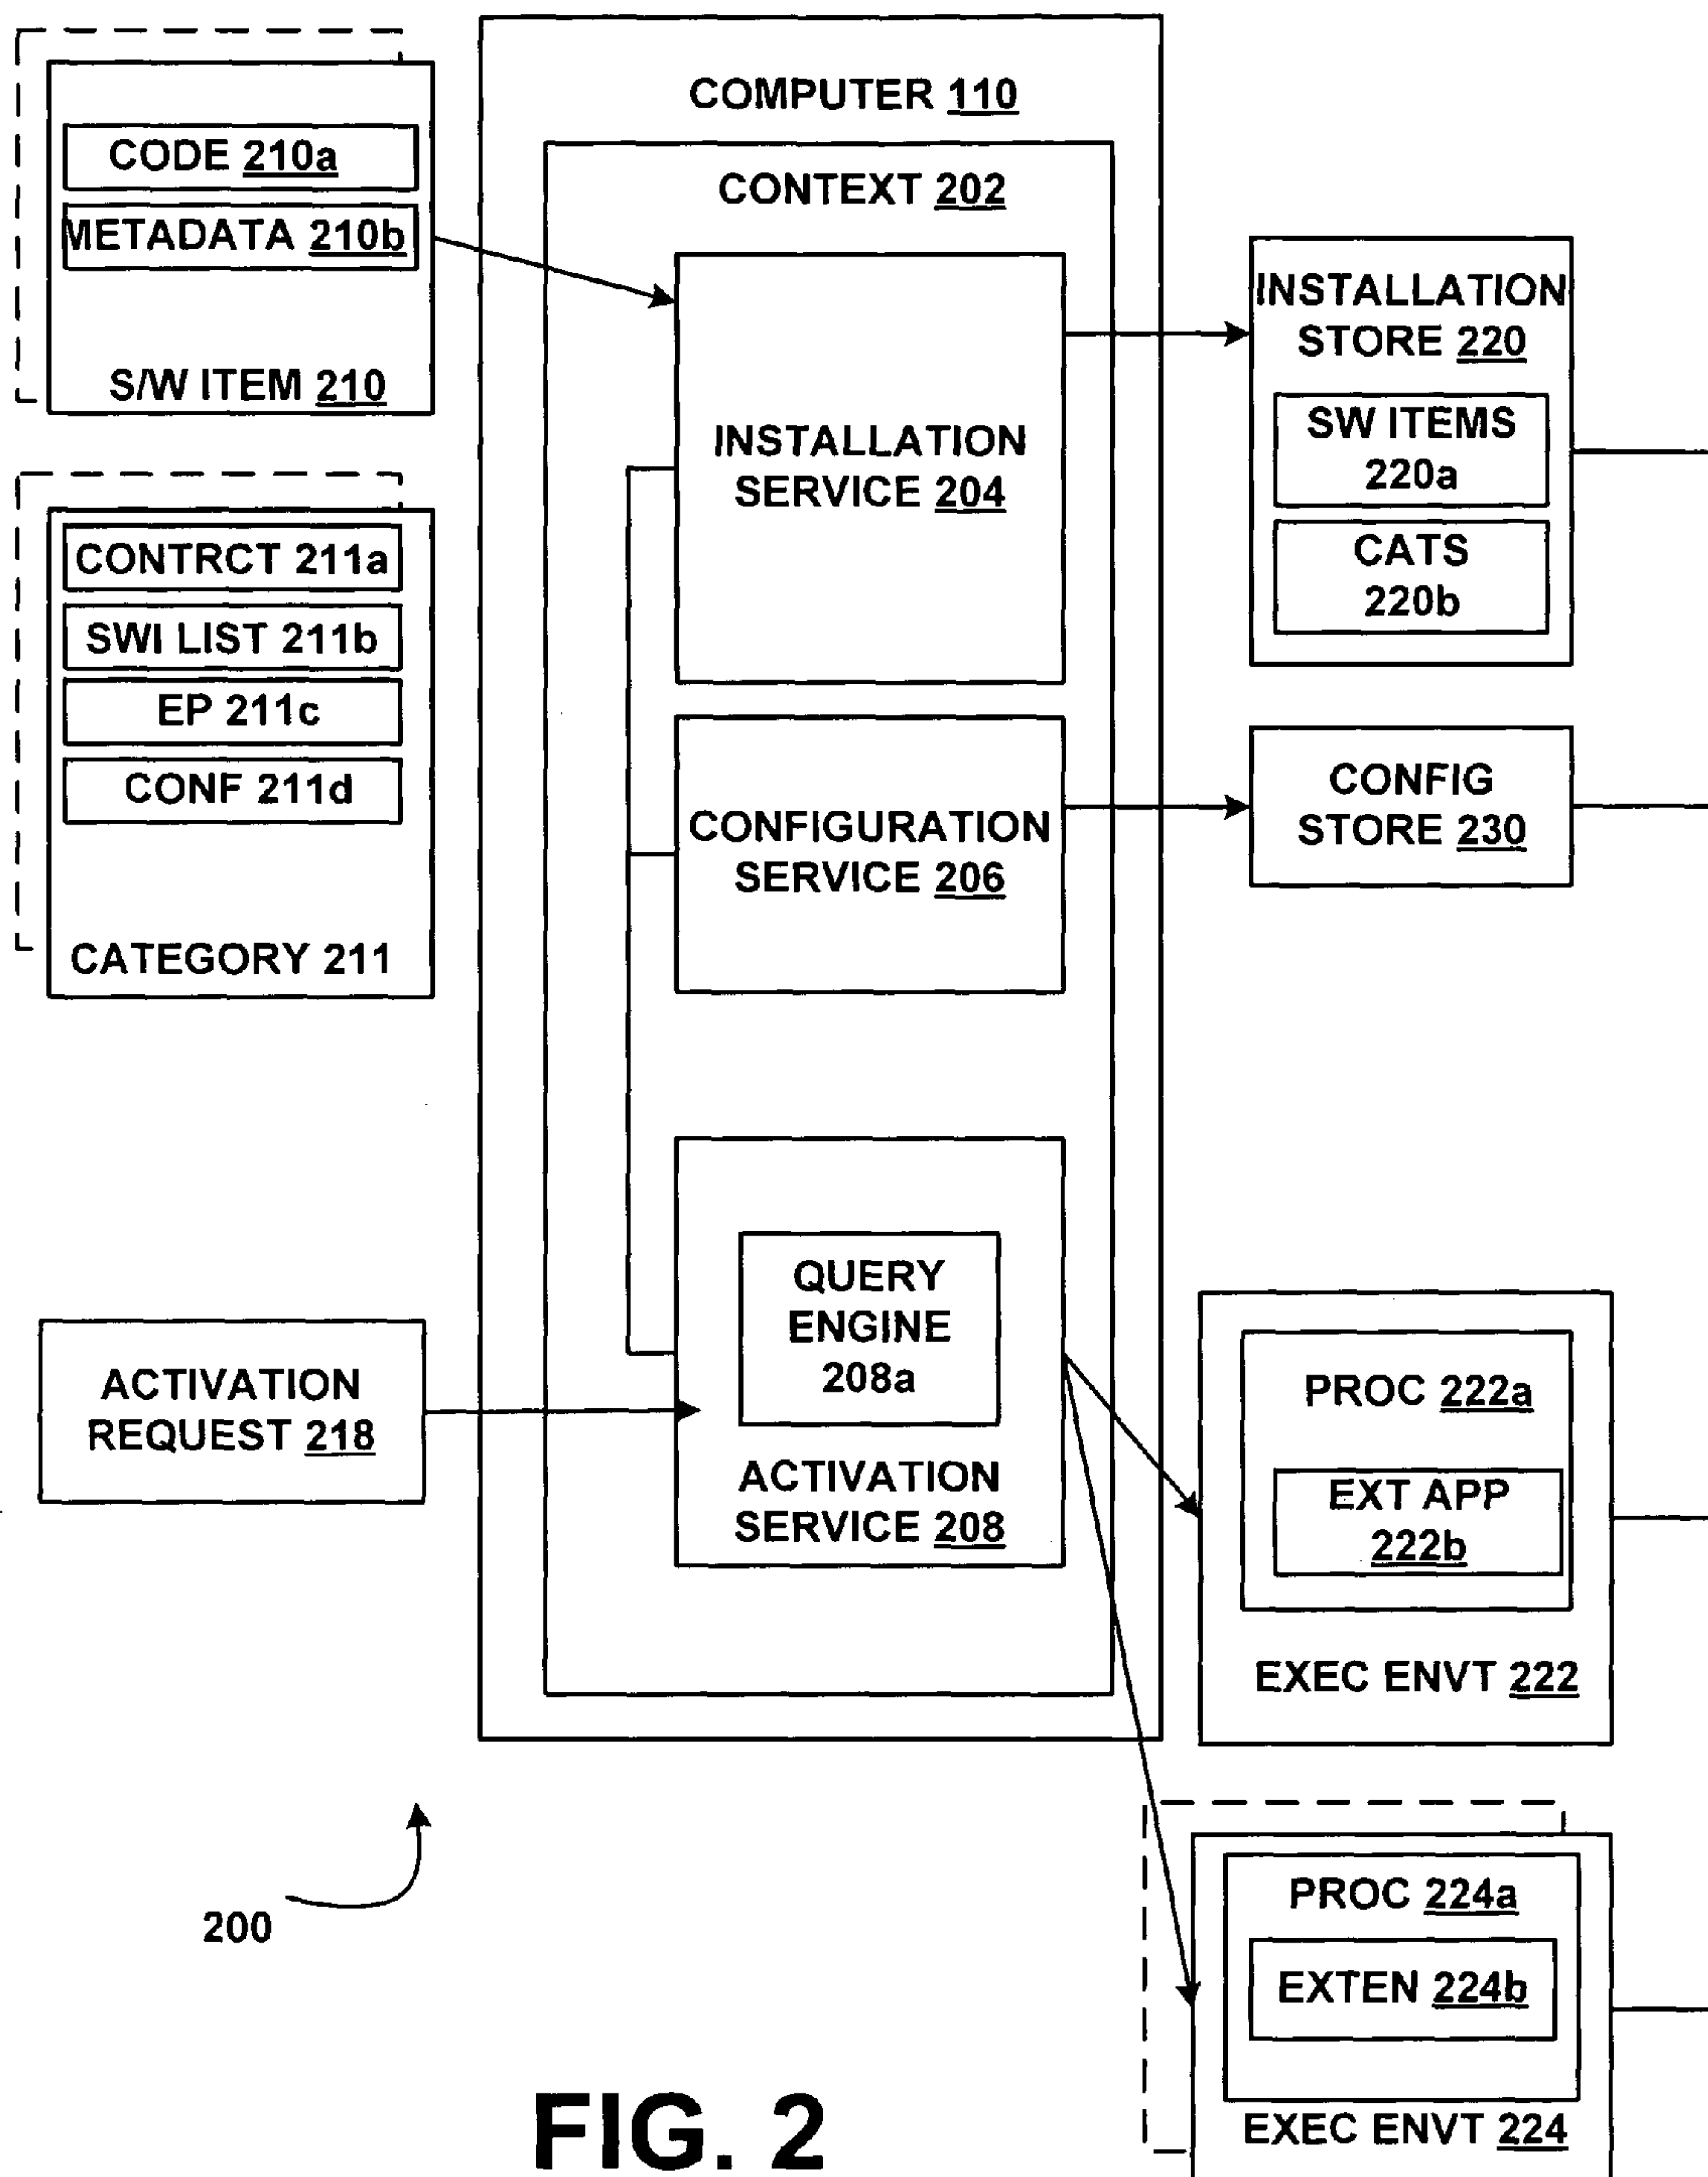 CODE 210a
METADATA 210b
S/W ITEM 210
CONTRCT 211a
SWI LIST 211b
EP 211c
CONF 211d
CATEGORY 211
ACTIVATION
REQUEST 218
200
COMPUTER 110
CONTEXT 202
INSTALLATION
SERVICE 204
CONFIGURATION
SERVICE 206
QUERY
ENGINE
208a
ACTIVATION
SERVICE 208
INSTALLATION
STORE 220
SW ITEMS
220a
CATS
220b
CONFIG
STORE 230
PROC 222a
EXT APP
222b
EXEC ENVT 222
PROC 224a
EXTEN 224b
EXEC ENVT 224
FIG. 2